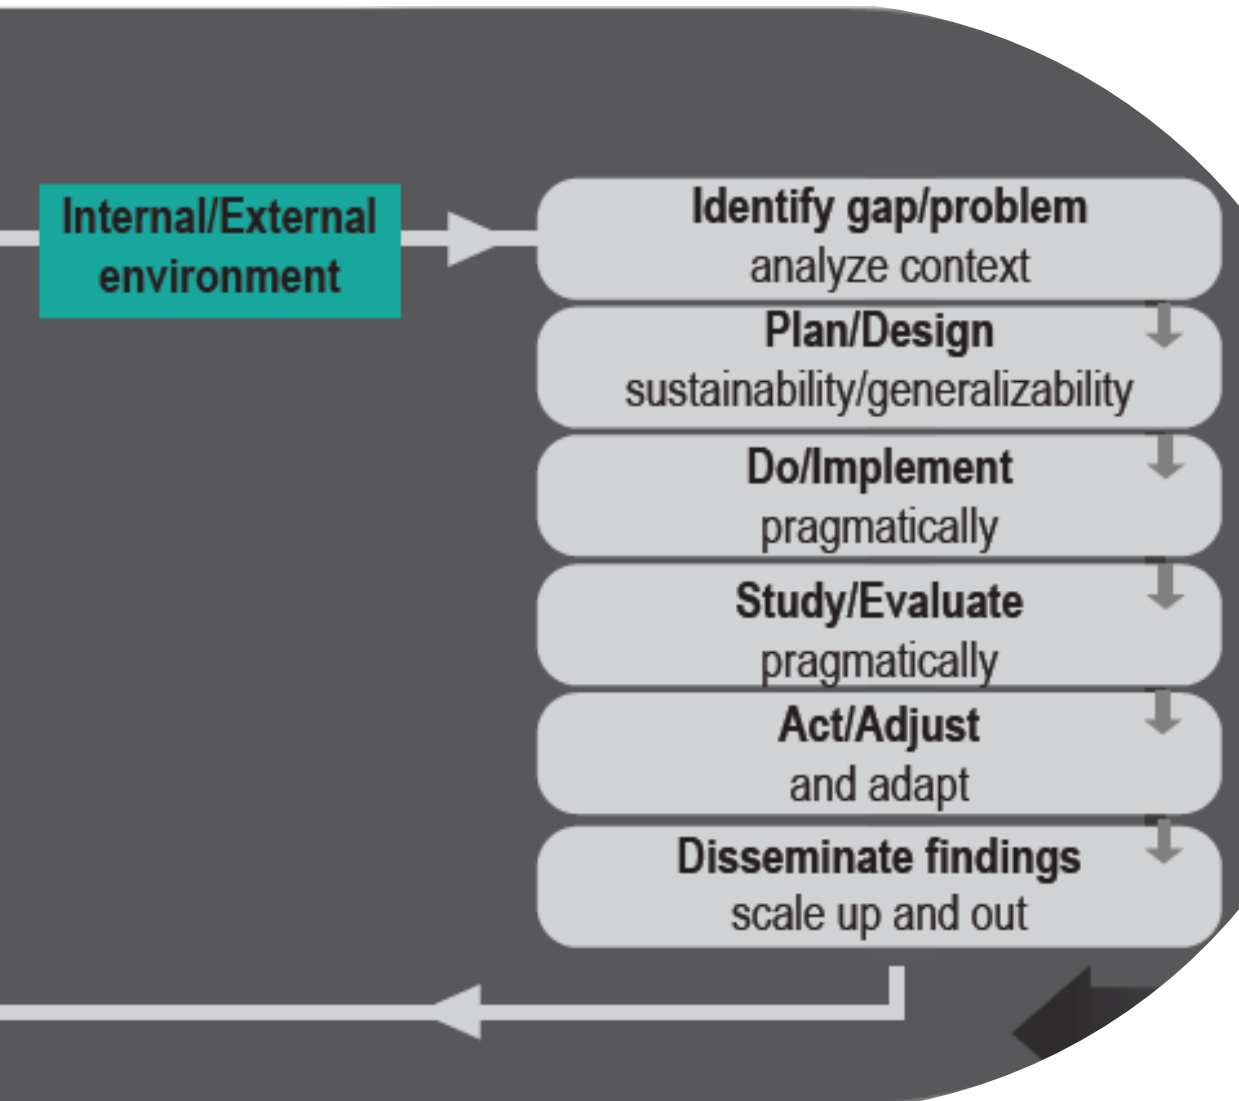 Internal/External
environment
Identify gap/problem
analyze context
Plan/Design
sustainability/generalizability
Do/Implement
pragmatically
Study/Evaluate
pragmatically
Act/Adjust
and adapt
Disseminate findings
scale up and out